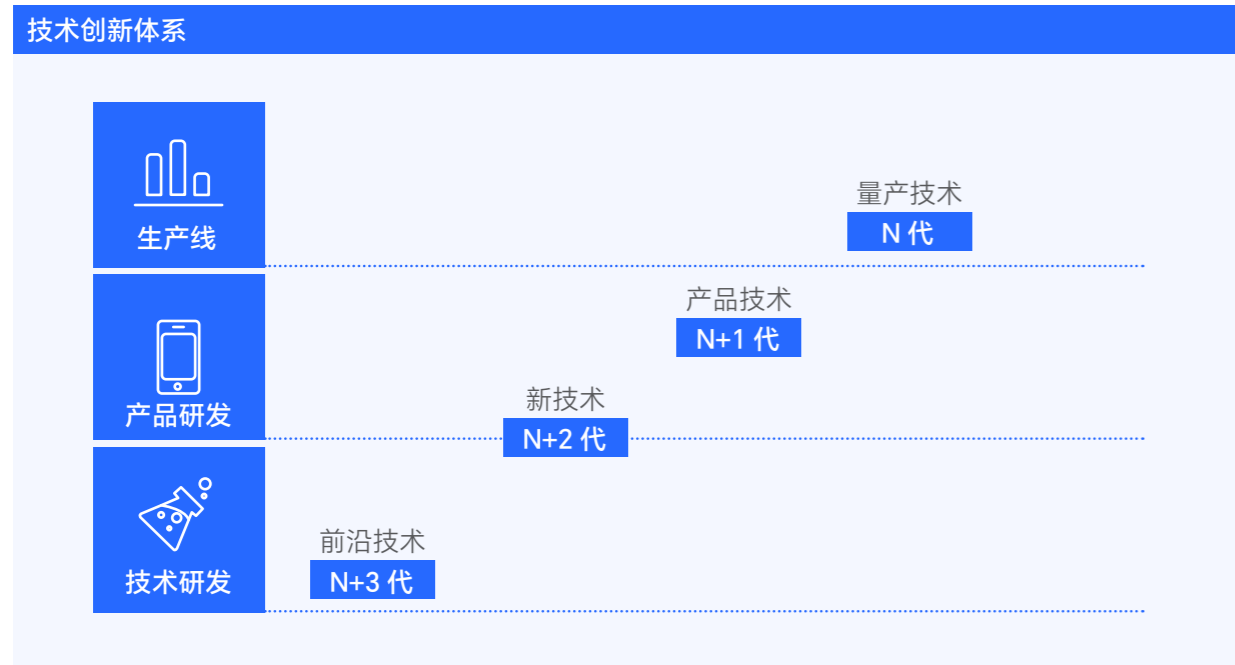 技术创新体系
生产线
量产技术
N 代
产品研发
产品技术
N+1 代
新技术
N+2 代
技术研发
前沿技术
N+3 代